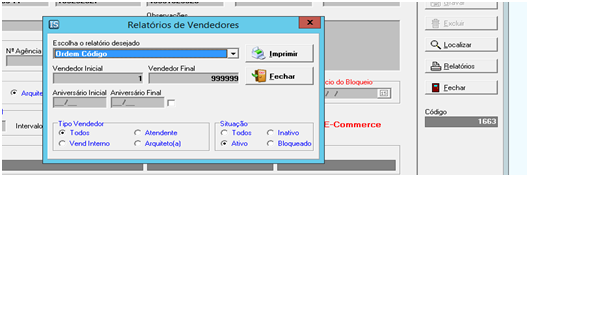 Relatórios de Vendedores
Observações
Escolha o relatório desejado
Ordem Código
Imprimir
Nº Agência
Vendedor Inicial
Vendedor Final
1
999999
Fechar
Aniversário Inicial
Aniversário Final
__/__
__/__
Tipo Vendedor
Todos
Atendente
Vend Interno
Arquiteto(a)
Situação
Todos
Inativo
Ativo
Bloqueado
Intervalo
E-Commerce
cio do Bloqueio
/ /
Excluir
Localizar
Relatórios
Fechar
Código
1663